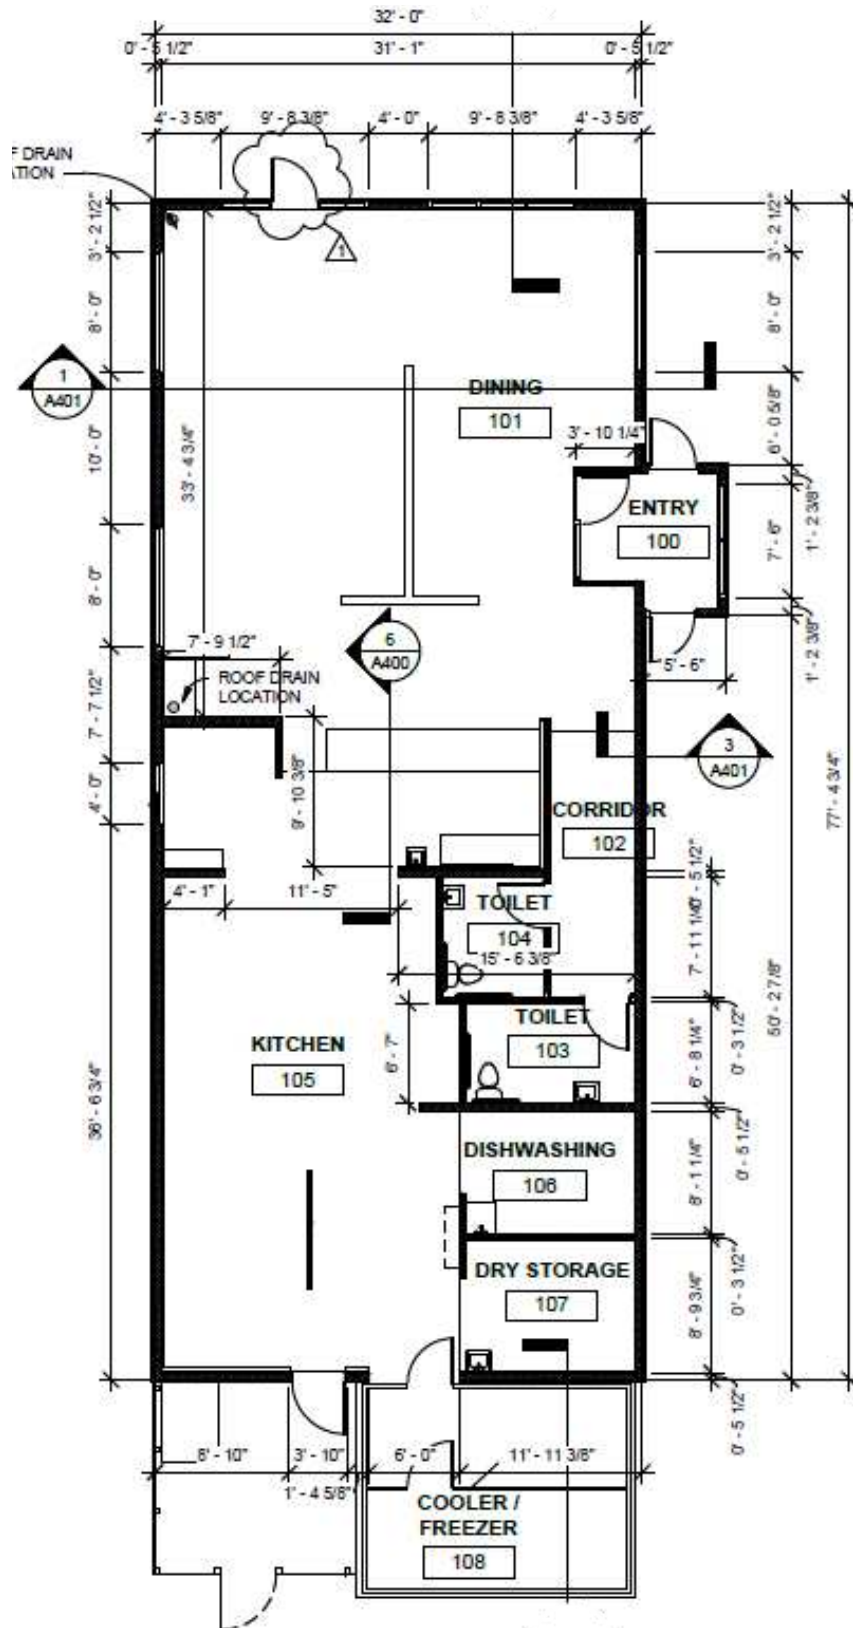 32' - 0"
0' - 5 1/2"
31' - 1"
0' - 5 1/2"
4' - 3 5/8"
9' - 8 3/8"
4' - 0"
9' - 8 3/8"
4' - 3 5/8"
F DRAIN
ATION
1
3' - 2 1/2"
3' - 2 1/2"
8' - 0"
8' - 0"
1
A401
DINING
101
10' - 0"
33' - 4 3/4"
3' - 10 1/4"
6' - 0 5/8"
ENTRY
100
7' - 6"
1' - 2 3/8"
8' - 0"
7' - 9 1/2"
6
A400
5' - 6"
1' - 2 3/8"
ROOF DRAIN
LOCATION
7' - 7 1/2"
3
A401
77' - 4 3/4"
4' - 0"
9' - 10 3/8"
CORRIDOR
102
0' - 5 1/2"
4' - 1"
11' - 5"
TOILET
104
15' - 6 3/8"
7' - 11 1/4"
50' - 2 7/8"
TOILET
103
KITCHEN
105
6' - 7"
6' - 8 1/4"
0' - 3 1/2"
36' - 6 3/4"
DISHWASHING
106
8' - 1 1/4"
0' - 5 1/2"
DRY STORAGE
107
8' - 9 3/4"
0' - 3 1/2"
0' - 5 1/2"
8' - 10"
3' - 10"
6' - 0"
11' - 11 3/8"
1' - 4 5/8"
COOLER /
FREEZER
108